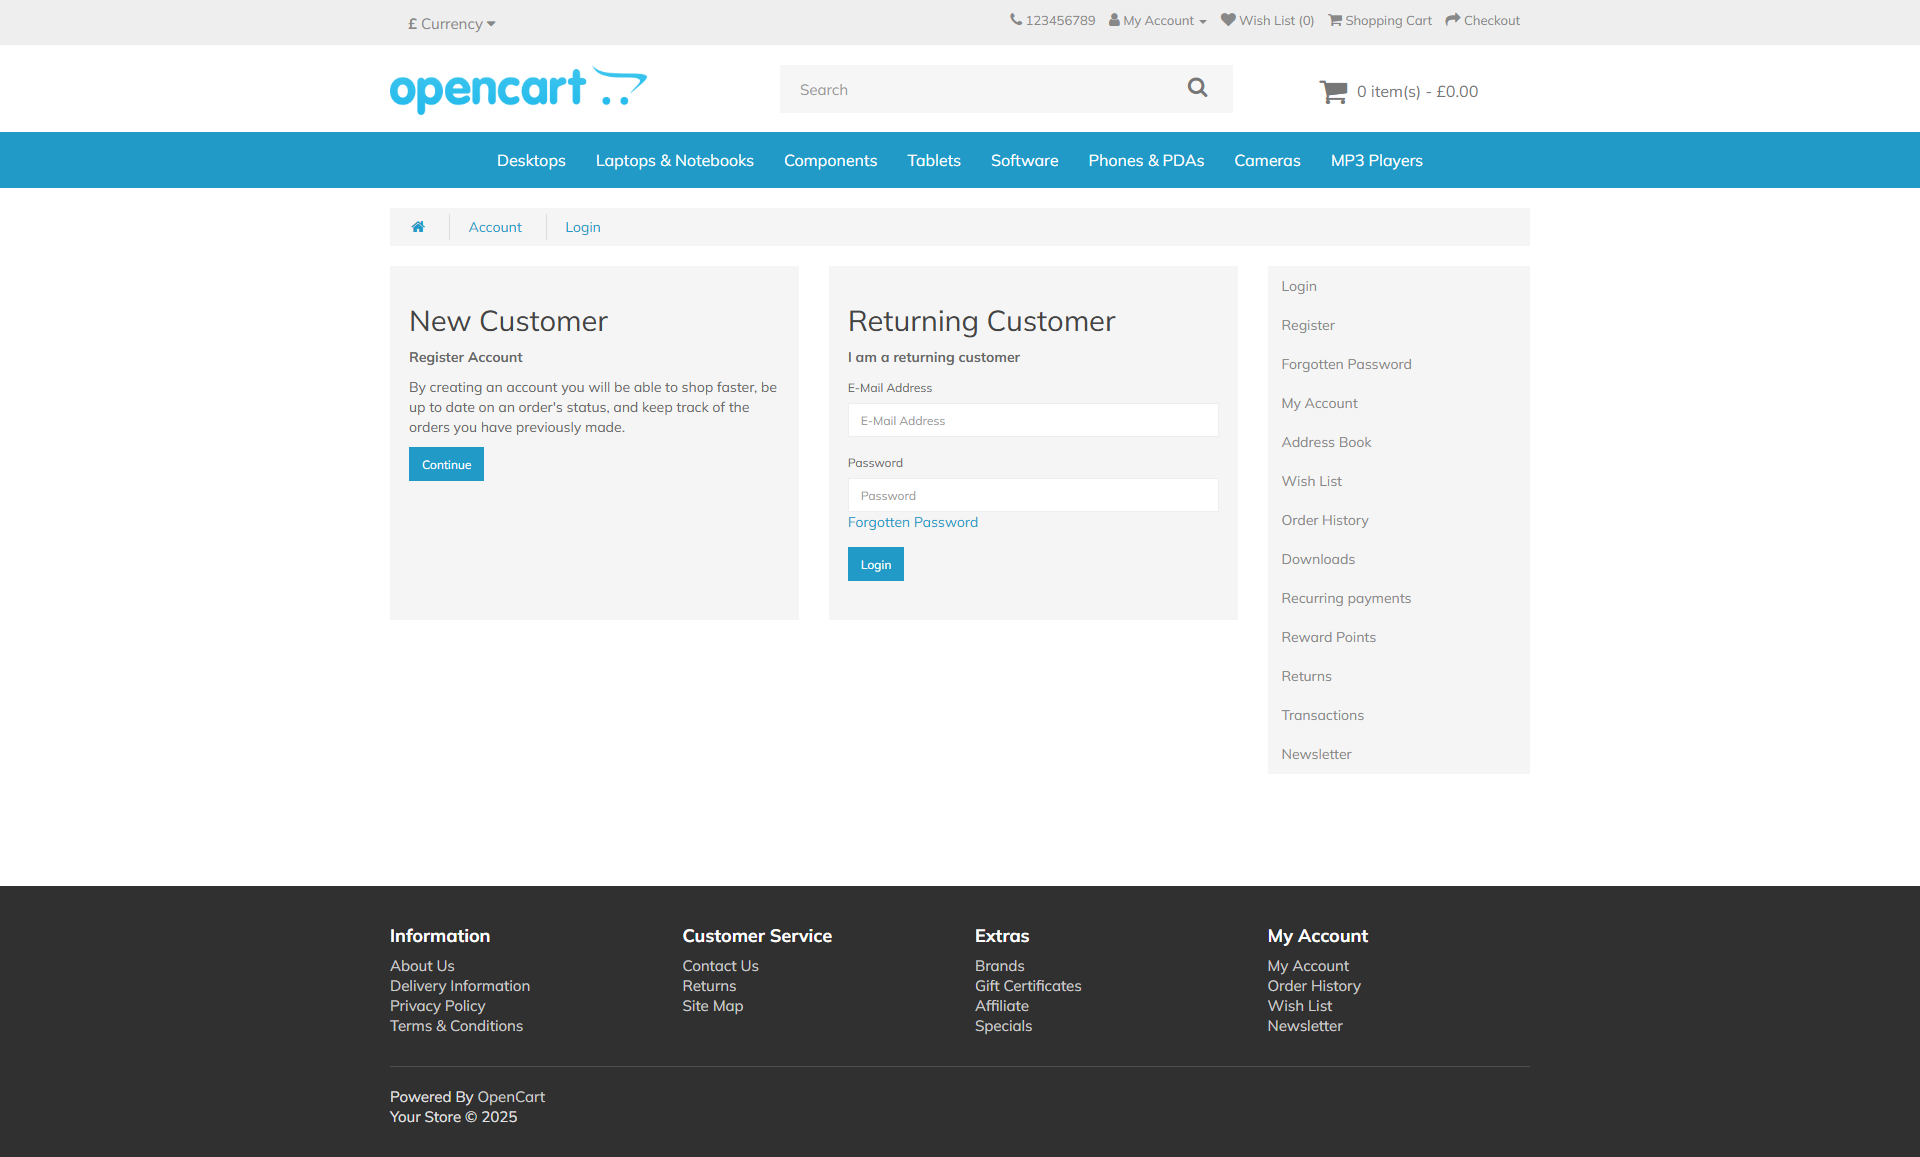 £ Currency
123456789 My Account Wish List (0) Shopping Cart Checkout
opencart
Search
0 item(s) - £0.00
Desktops Laptops & Notebooks Components Tablets Software Phones & PDAs Cameras MP3 Players
Account Login
New Customer
Register Account
By creating an account you will be able to shop faster, be
up to date on an order's status, and keep track of the
orders you have previously made.
Continue
Returning Customer
I am a returning customer
E-Mail Address
E-Mail Address
Password
Password
Forgotten Password
Login
Login
Register
Forgotten Password
My Account
Address Book
Wish List
Order History
Downloads
Recurring payments
Reward Points
Returns
Transactions
Newsletter
Information
About Us
Delivery Information
Privacy Policy
Terms & Conditions
Customer Service
Contact Us
Returns
Site Map
Extras
Brands
Gift Certificates
Affiliate
Specials
My Account
My Account
Order History
Wish List
Newsletter
Powered By OpenCart
Your Store © 2025